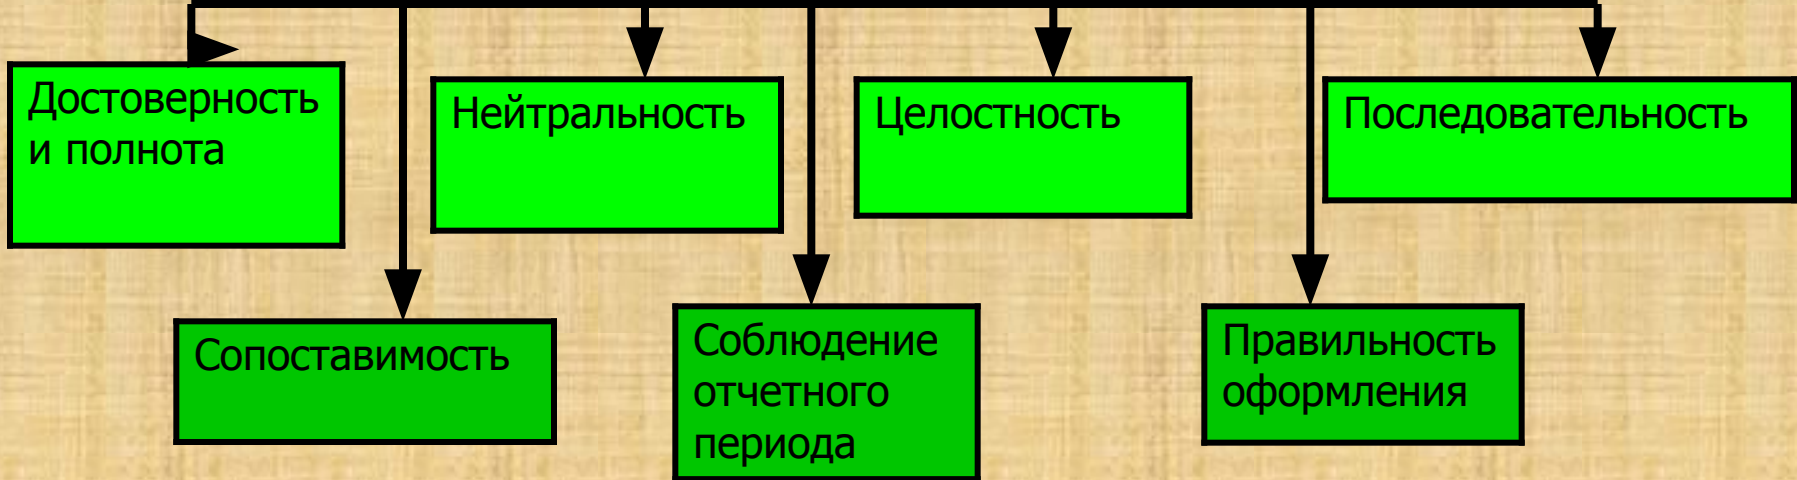 Достоверность
и полнота
Нейтральность
Целостность
Последовательность
Сопоставимость
Соблюдение
отчетного
периода
Правильность
оформления